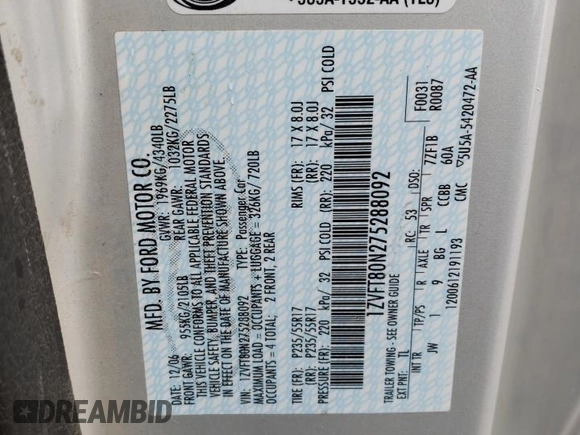 5U5A-1532-AA (TLS)
MFD. BY FORD MOTOR CO.
GVWR: 1969KG/4340LB
FRONT GAWR: 955KG/2105LB
REAR GAWR: 1032KG/2275LB
12/06
THIS VEHICLE CONFORMS TO ALL APPLICABLE FEDERAL MOTOR
VEHICLE SAFETY, BUMPER, AND THEFT PREVENTION STANDARDS
IN EFFECT ON THE DATE OF MANUFACTURE SHOWN ABOVE.
VIN: 1ZVFT80N275288092
TYPE: Passenger Car
MAXIMUM LOAD = OCCUPANTS + LUGGAGE = 326KG/720LB
OCCUPANTS = 4 TOTAL: 2 FRONT, 2 REAR
TIRE (FR): P235/55R17 RIMS (FR): 17 X 8.0J
TIRE (RR): P235/55R17 RIMS (RR): 17 X 8.0J
PRESSURE (FR): 220 kPa/ 32 PSI COLD (RR): 220 kPa/ 32 PSI COLD
1ZVFT80N275288092
TRAILER TOWING - SEE OWNER GUIDE F0031
R0087
EXT PNT: TL RC: 53 DSO:
INT TR TP/PS R AXLE TR SPR 77F1B
JW 1 9 BG L CCBB 60A
1200612191193 CMC ▽5U5A-5420472-AA
DREAMBID